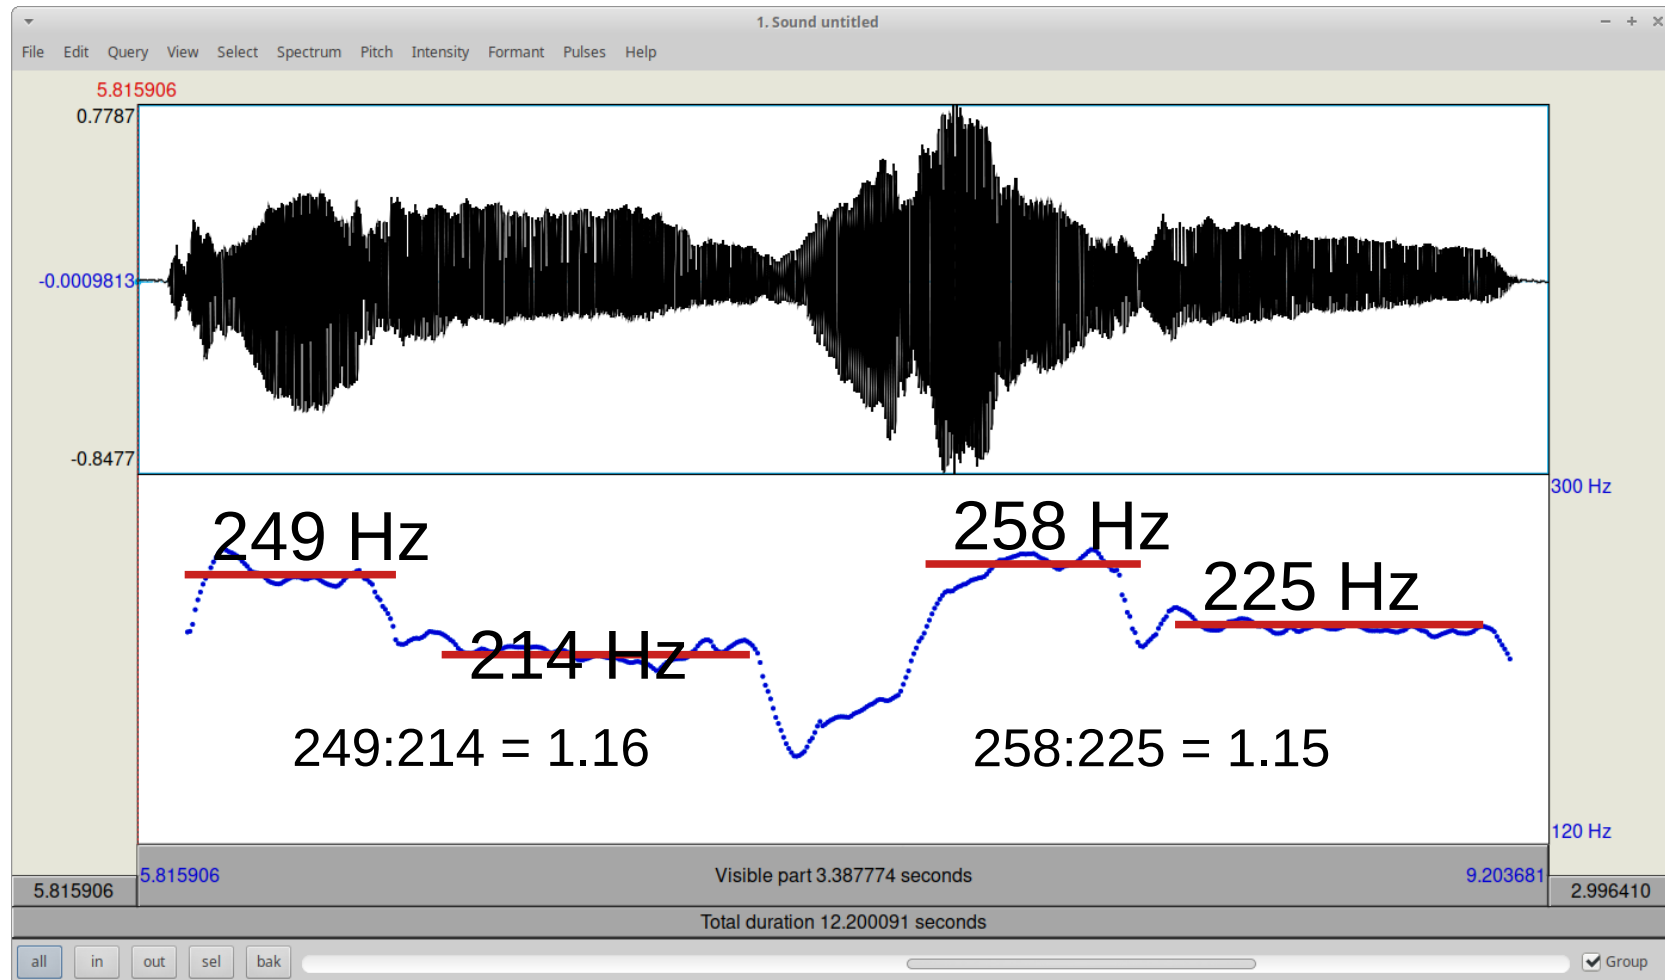 1. Sound untitled
File Edit Query View Select Spectrum Pitch Intensity Formant Pulses Help
5.815906
0.7787
-0.0009813
-0.8477
300 Hz
249 Hz
258 Hz
225 Hz
214 Hz
249:214 = 1.16
258:225 = 1.15
120 Hz
5.815906 Visible part 3.387774 seconds 9.203681
5.815906 2.996410
Total duration 12.200091 seconds
all in out sel bak Group